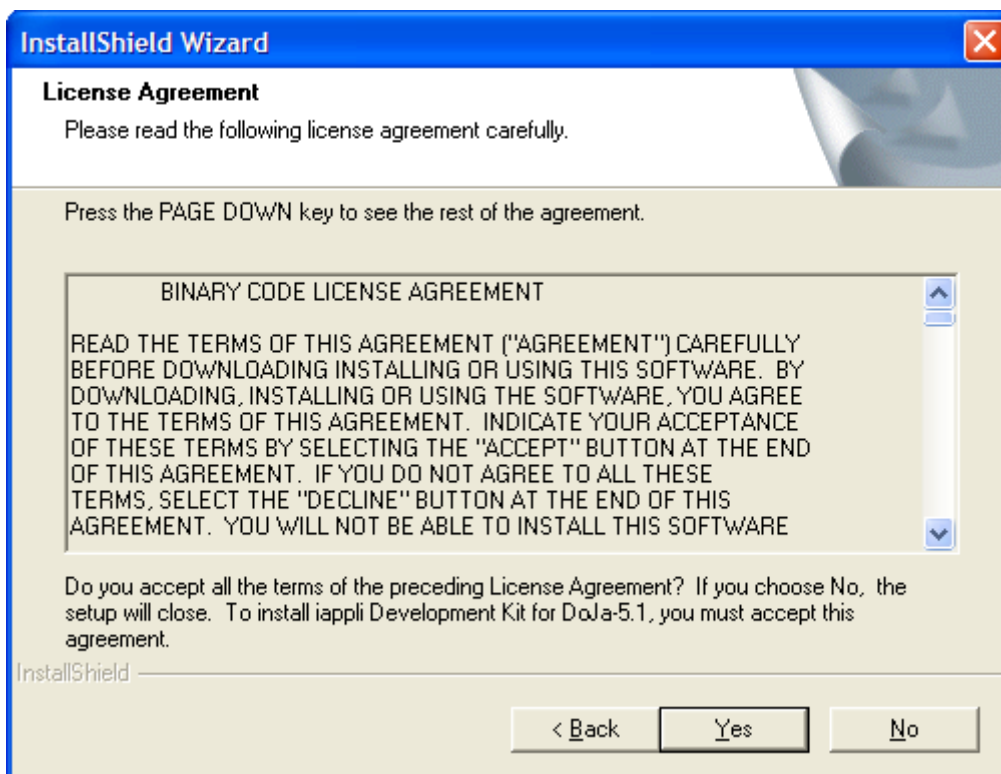 InstallShield Wizard
License Agreement
Please read the following license agreement carefully.
Press the PAGE DOWN key to see the rest of the agreement.
BINARY CODE LICENSE AGREEMENT
READ THE TERMS OF THIS AGREEMENT ("AGREEMENT") CAREFULLY
BEFORE DOWNLOADING INSTALLING OR USING THIS SOFTWARE.  BY
DOWNLOADING, INSTALLING OR USING THE SOFTWARE, YOU AGREE
TO THE TERMS OF THIS AGREEMENT.  INDICATE YOUR ACCEPTANCE
OF THESE TERMS BY SELECTING THE "ACCEPT" BUTTON AT THE END
OF THIS AGREEMENT.  IF YOU DO NOT AGREE TO ALL THESE
TERMS, SELECT THE "DECLINE" BUTTON AT THE END OF THIS
AGREEMENT.  YOU WILL NOT BE ABLE TO INSTALL THIS SOFTWARE
Do you accept all the terms of the preceding License Agreement?  If you choose No,  the
setup will close.  To install iappli Development Kit for DoJa-5.1, you must accept this
agreement.
InstallShield
< Back
Yes
No